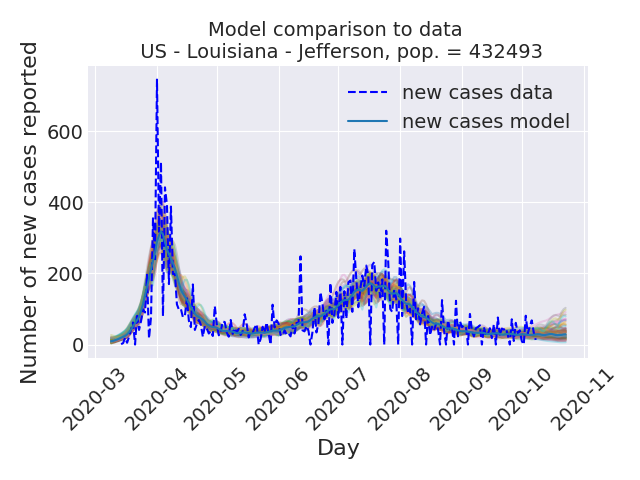 Model comparison to data
US - Louisiana - Jefferson, pop. = 432493
new cases data
new cases model
Number of new cases reported
600
400
200
0
2020-03
2020-04
2020-05
2020-06
2020-07
2020-08
2020-09
2020-10
2020-11
Day